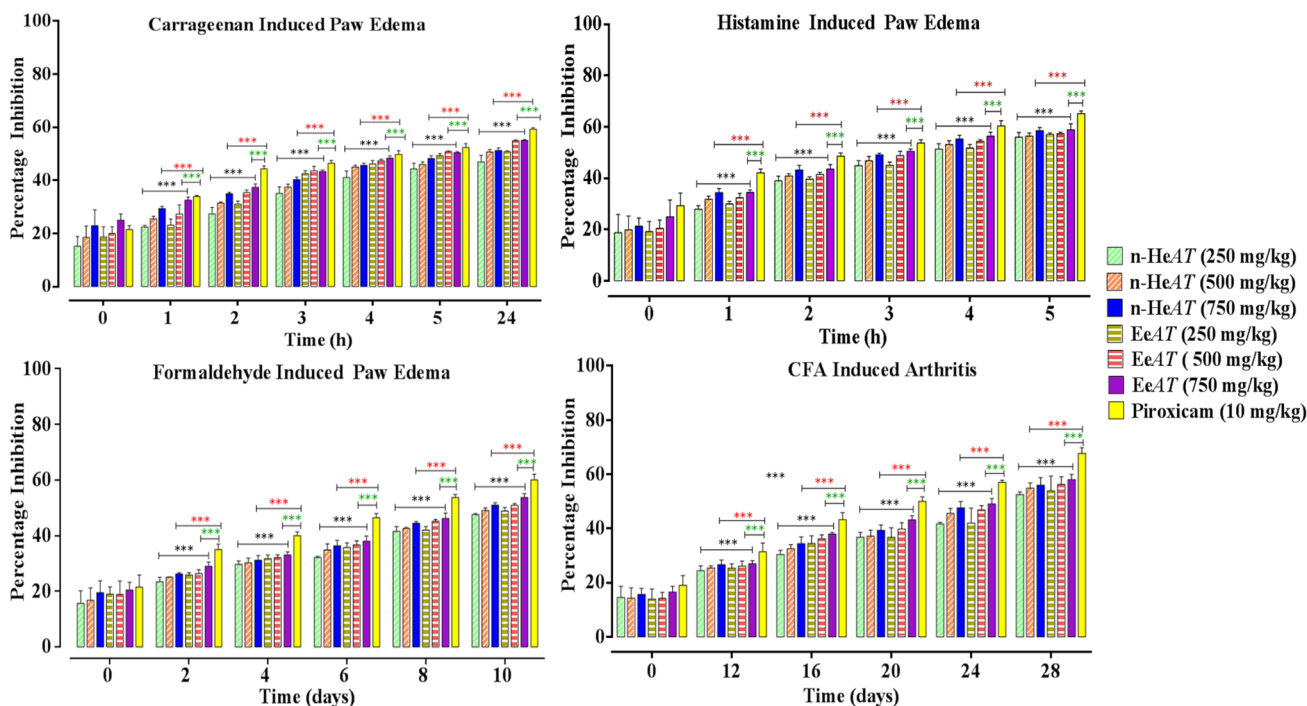 Carrageenan Induced Paw Edema
Percentage Inhibition
100
80
60
40
20
0
*** *** ***
*** *** ***
*** *** ***
*** *** ***
*** *** ***
*** *** ***
0 1 2 3 4 5 24
Time (h)
Histamine Induced Paw Edema
Percentage Inhibition
100
80
60
40
20
0
*** *** ***
*** *** ***
*** *** ***
*** *** ***
*** *** ***
0 1 2 3 4 5
Time (h)
Formaldehyde Induced Paw Edema
Percentage Inhibition
100
80
60
40
20
0
*** *** ***
*** *** ***
*** *** ***
*** *** ***
*** *** ***
0 2 4 6 8 10
Time (days)
CFA Induced Arthritis
Percentage Inhibition
100
80
60
40
20
0
*** *** ***
*** *** *** ***
*** *** ***
*** *** ***
*** *** ***
0 12 16 20 24 28
Time (days)
n-HeAT (250 mg/kg)
n-HeAT (500 mg/kg)
n-HeAT (750 mg/kg)
EeAT (250 mg/kg)
EeAT ( 500 mg/kg)
EeAT (750 mg/kg)
Piroxicam (10 mg/kg)